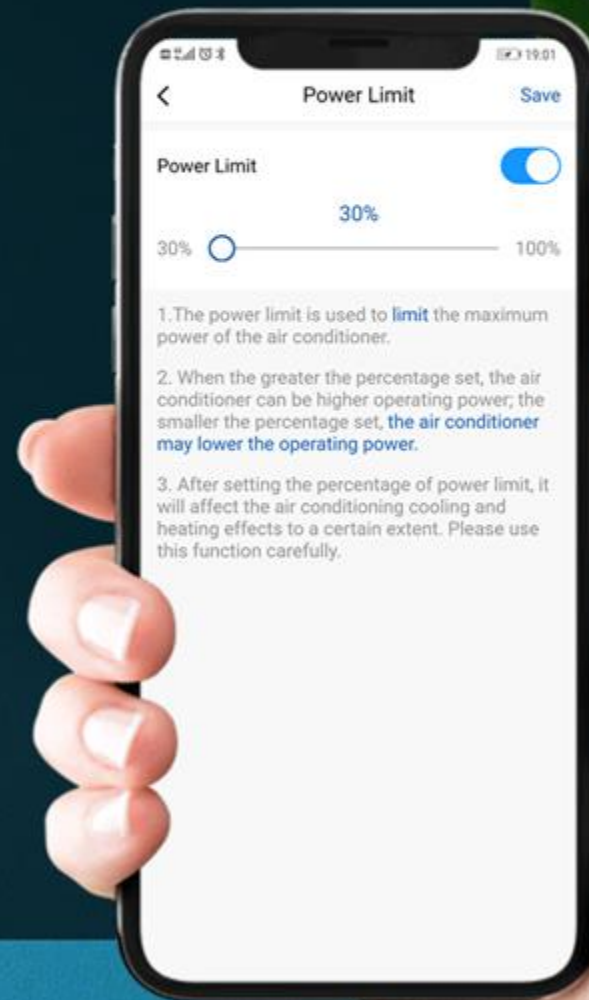 19:01
Power Limit
Save
Power Limit
30%
30%
100%
1.The power limit is used to limit the maximum
power of the air conditioner.
2. When the greater the percentage set, the air
conditioner can be higher operating power; the
smaller the percentage set, the air conditioner
may lower the operating power.
3. After setting the percentage of power limit, it
will affect the air conditioning cooling and
heating effects to a certain extent. Please use
this function carefully.